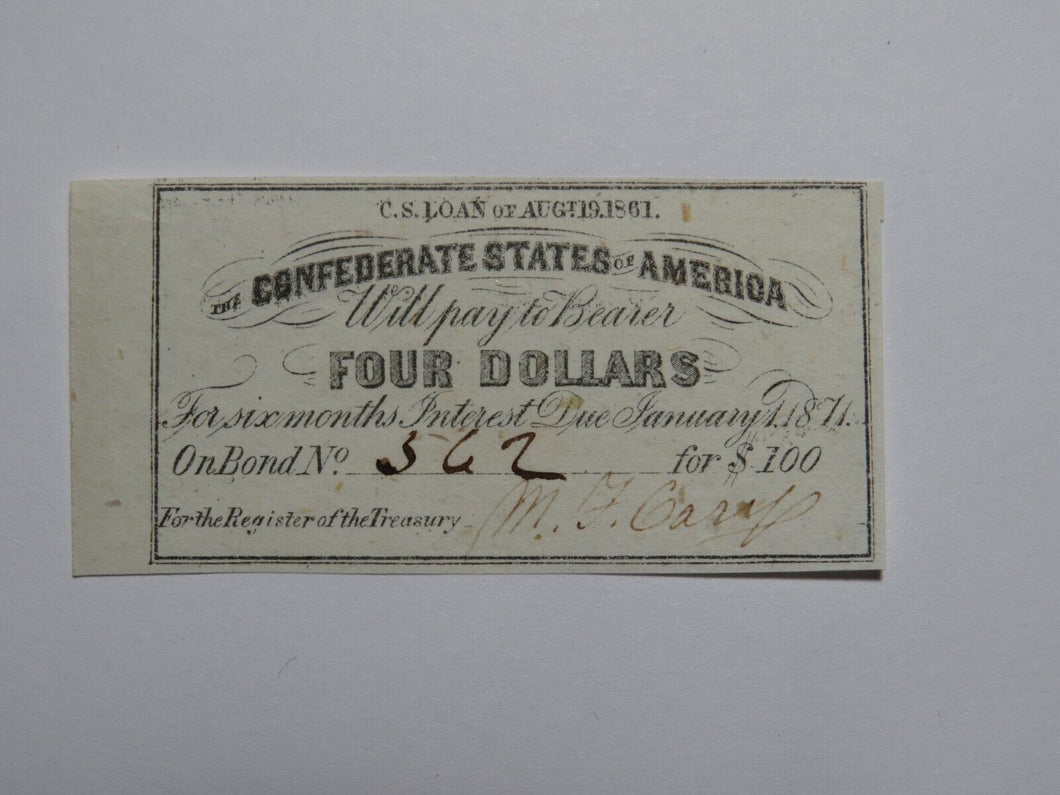 C.S. LOAN OF AUGT. 19. 1861.
THE CONFEDERATE STATES OF AMERICA
Will pay to Bearer
FOUR DOLLARS
For six months Interest Due January 1. 1871.
On Bond No. 562 for $ 100
For the Register of the Treasury M. F. Cary